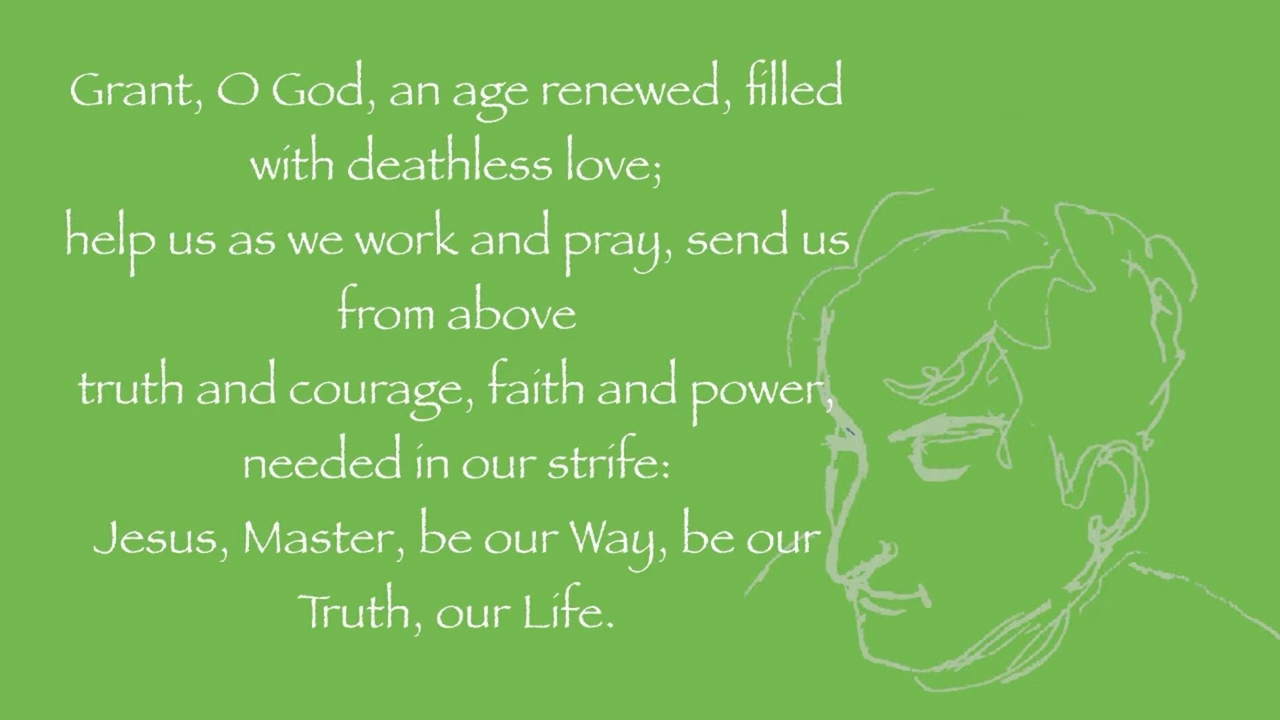 Grant, O God, an age renewed, filled
with deathless love;
help us as we work and pray, send us
from above
truth and courage, faith and power,
needed in our strife:
Jesus, Master, be our Way, be our
Truth, our Life.